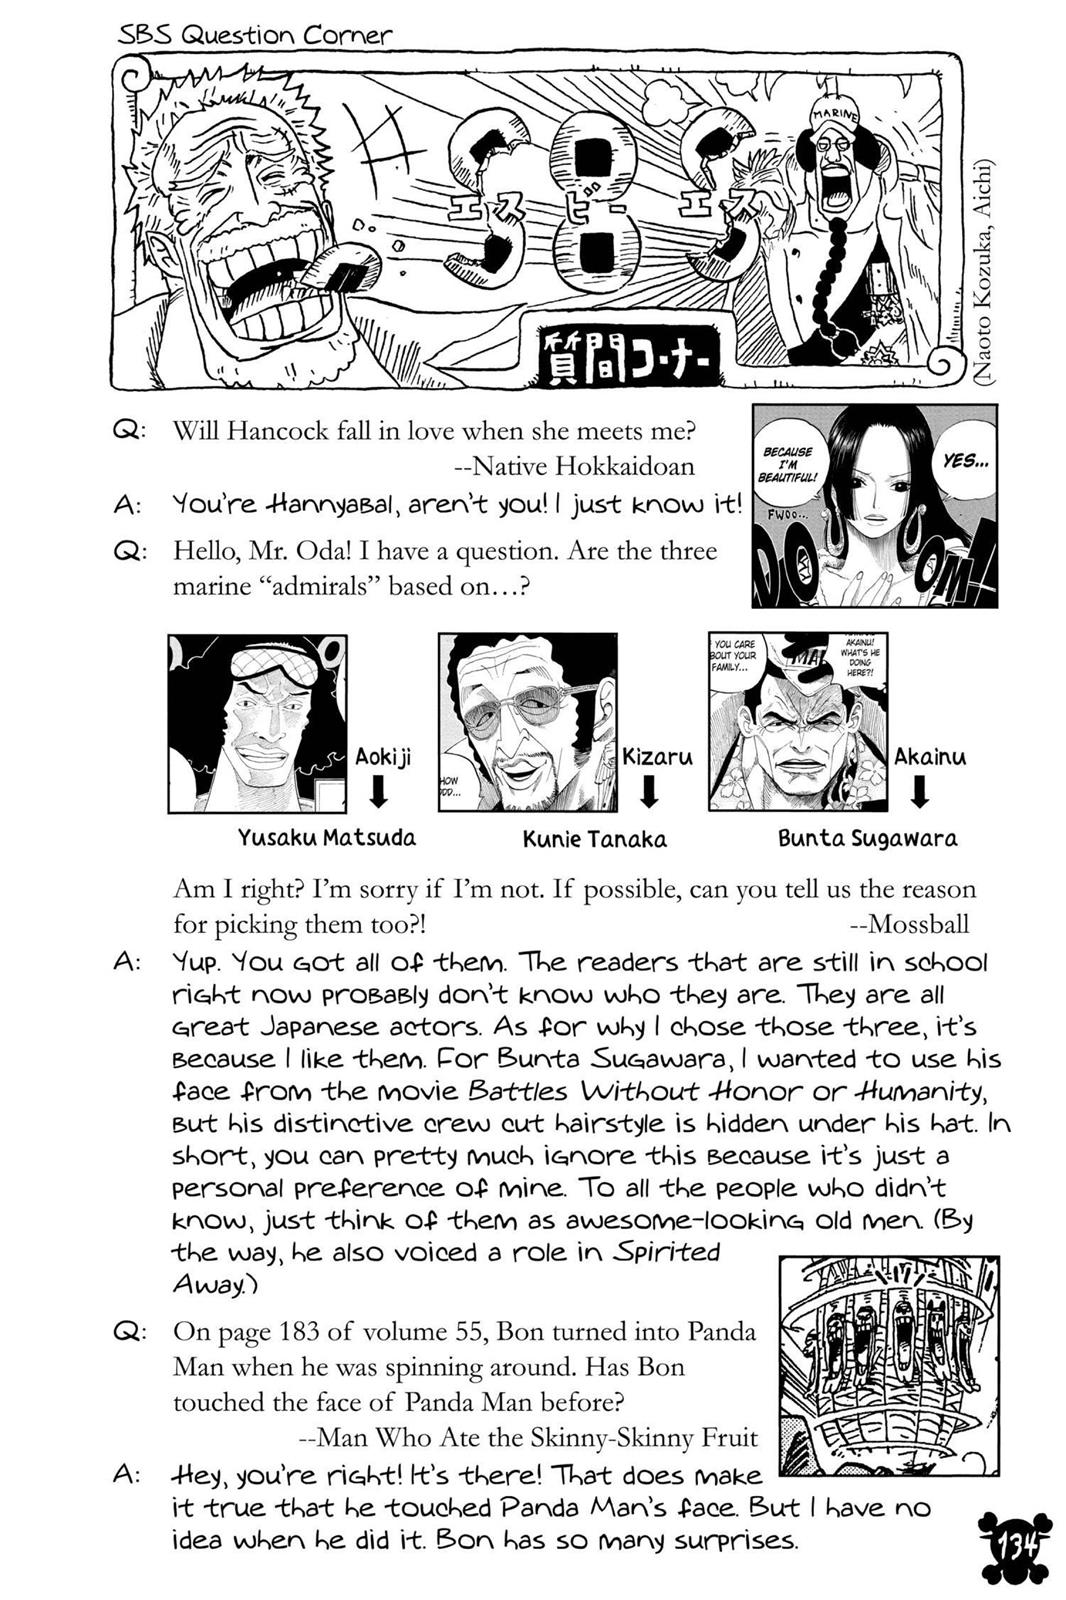 SBS Question Corner
MARINE
エス ビー エス
質問コーナー
(Naoto Kozuka, Aichi)
Q: Will Hancock fall in love when she meets me?
--Native Hokkaidoan
A: You're Hannyabal, aren't you! I just know it!
BECAUSE
I'M
BEAUTIFUL!
YES...
FWOO...
DOOOM!
Q: Hello, Mr. Oda! I have a question. Are the three
marine “admirals” based on…?
YOU CARE
BOUT YOUR
FAMILY...
AKAINU!
WHAT'S HE
DOING
HERE?!
HOW
ODD...
Aokiji
Kizaru
Akainu
Yusaku Matsuda
Kunie Tanaka
Bunta Sugawara
Am I right? I'm sorry if I'm not. If possible, can you tell us the reason
for picking them too?! --Mossball
A: Yup. You got all of them. The readers that are still in school
right now probably don't know who they are. They are all
great Japanese actors. As for why I chose those three, it's
because I like them. For Bunta Sugawara, I wanted to use his
face from the movie Battles Without Honor or Humanity,
but his distinctive crew cut hairstyle is hidden under his hat. In
short, you can pretty much ignore this because it's just a
personal preference of mine. To all the people who didn't
know, just think of them as awesome-looking old men. (By
the way, he also voiced a role in Spirited
Away.)
Q: On page 183 of volume 55, Bon turned into Panda
Man when he was spinning around. Has Bon
touched the face of Panda Man before?
--Man Who Ate the Skinny-Skinny Fruit
A: Hey, you're right! It's there! That does make
it true that he touched Panda Man's face. But I have no
idea when he did it. Bon has so many surprises.
134